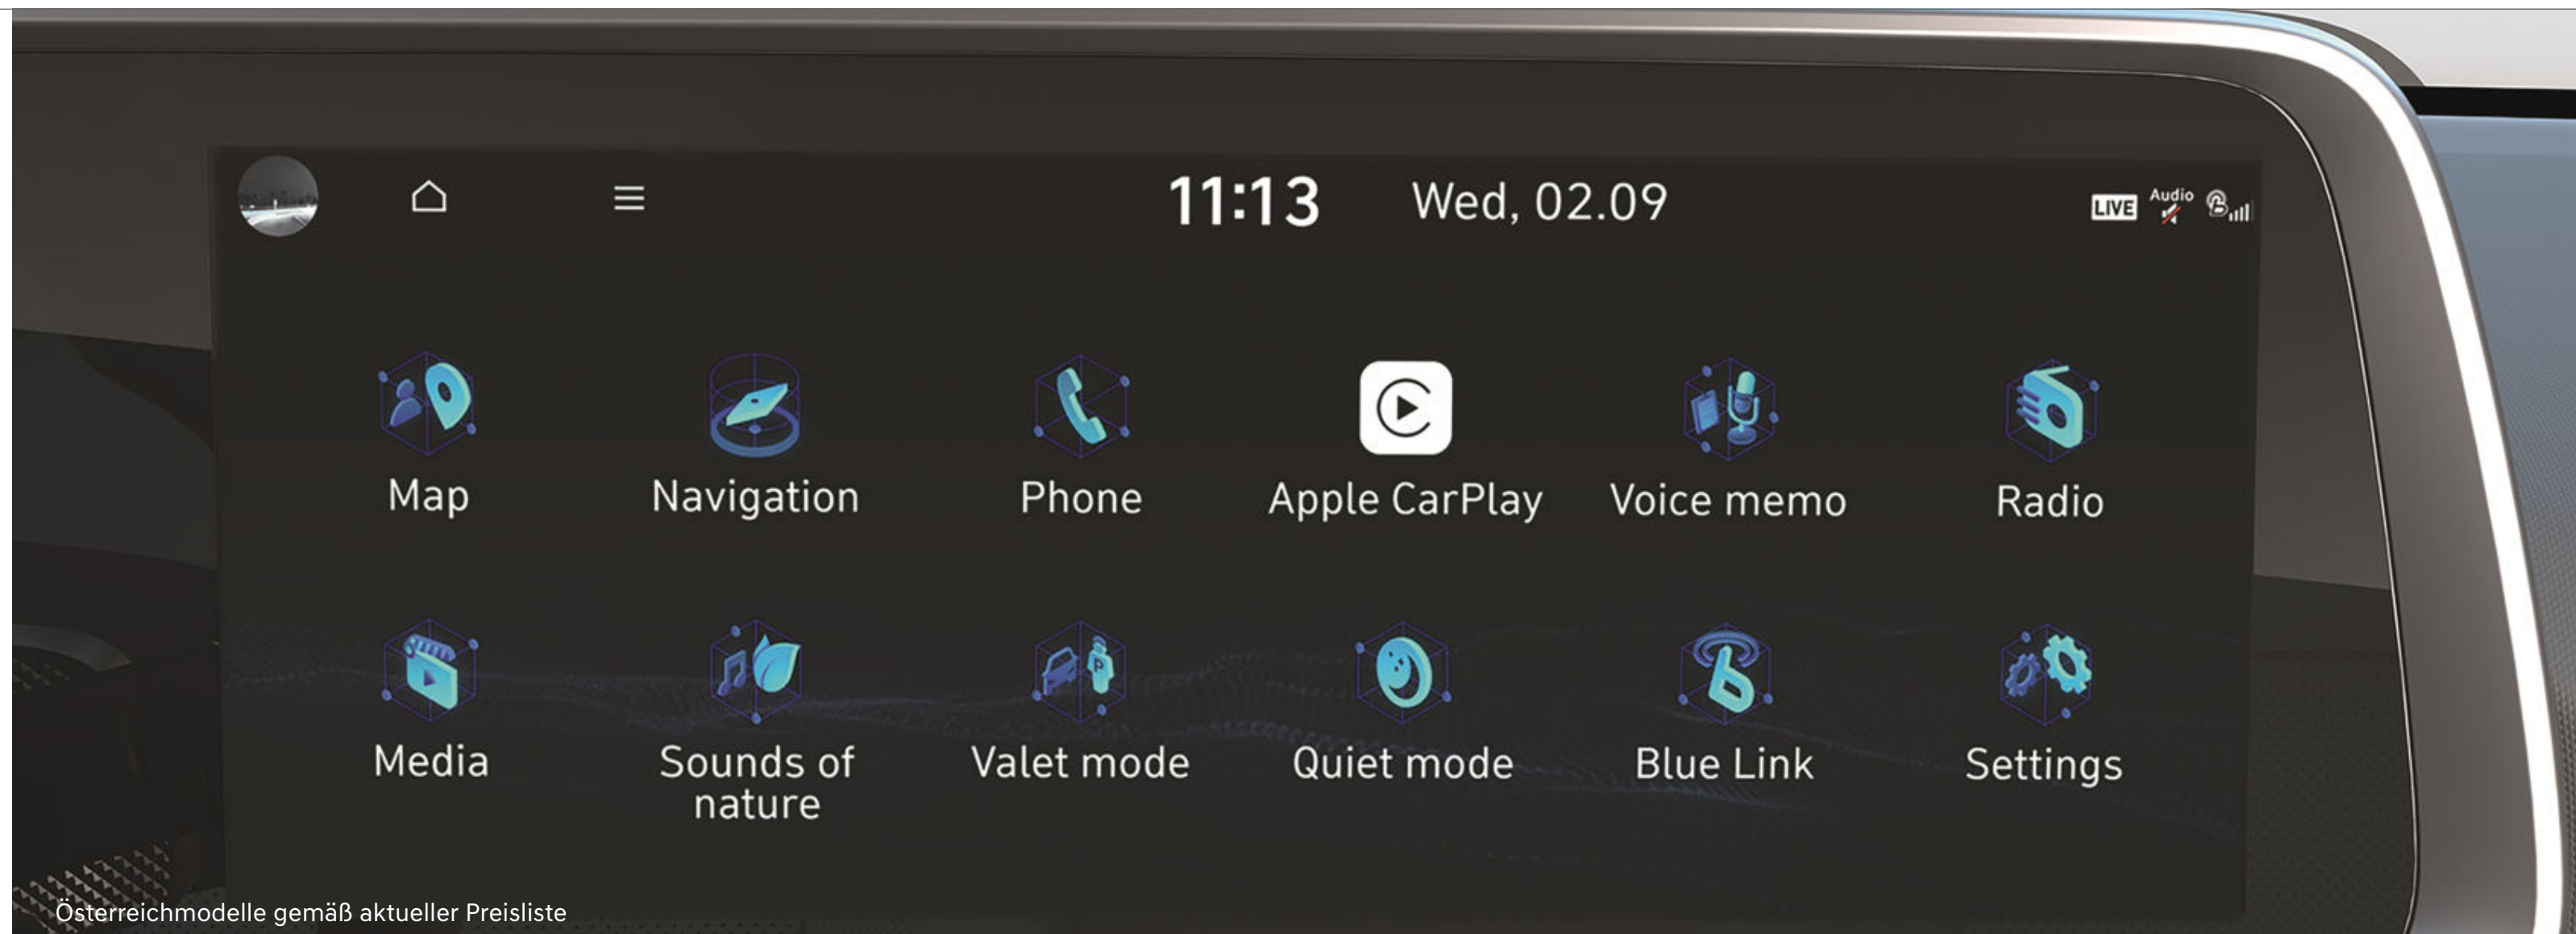 11:13 Wed, 02.09
LIVE Audio
Map Navigation Phone Apple CarPlay Voice memo Radio
Media Sounds of Valet mode Quiet mode Blue Link Settings
nature
Österreichmodelle gemäß aktueller Preisliste